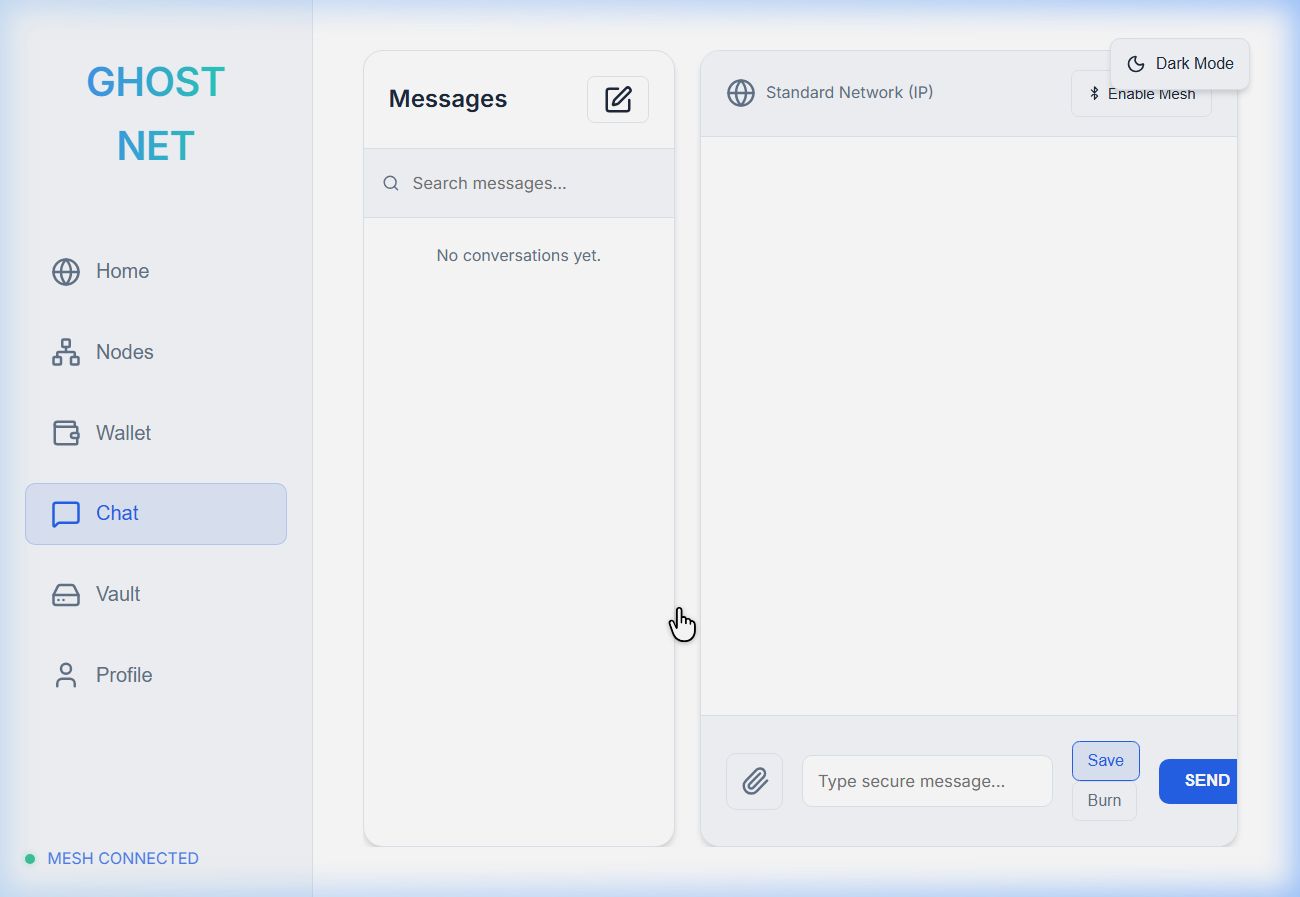 GHOST
NET
Home
Nodes
Wallet
Chat
Vault
Profile
MESH CONNECTED
Messages
Search messages...
No conversations yet.
Standard Network (IP)
Dark Mode
Enable Mesh
Type secure message...
Save
Burn
SEND